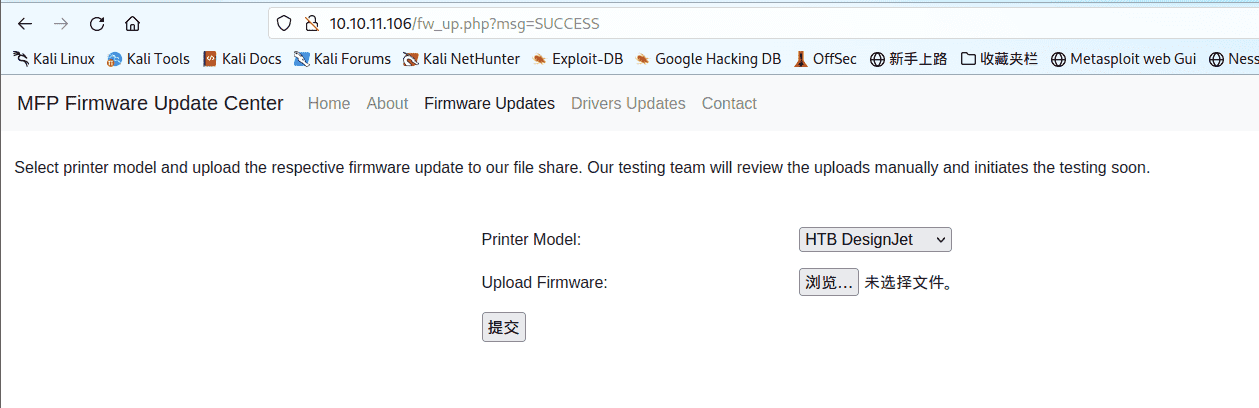 10.10.11.106/fw_up.php?msg=SUCCESS
Kali Linux Kali Tools Kali Docs Kali Forums Kali NetHunter Exploit-DB Google Hacking DB OffSec 新手上路 收藏夹栏 Metasploit web Gui Ness
MFP Firmware Update Center Home About Firmware Updates Drivers Updates Contact
Select printer model and upload the respective firmware update to our file share. Our testing team will review the uploads manually and initiates the testing soon.
Printer Model: HTB DesignJet
Upload Firmware: 浏览… 未选择文件。
提交